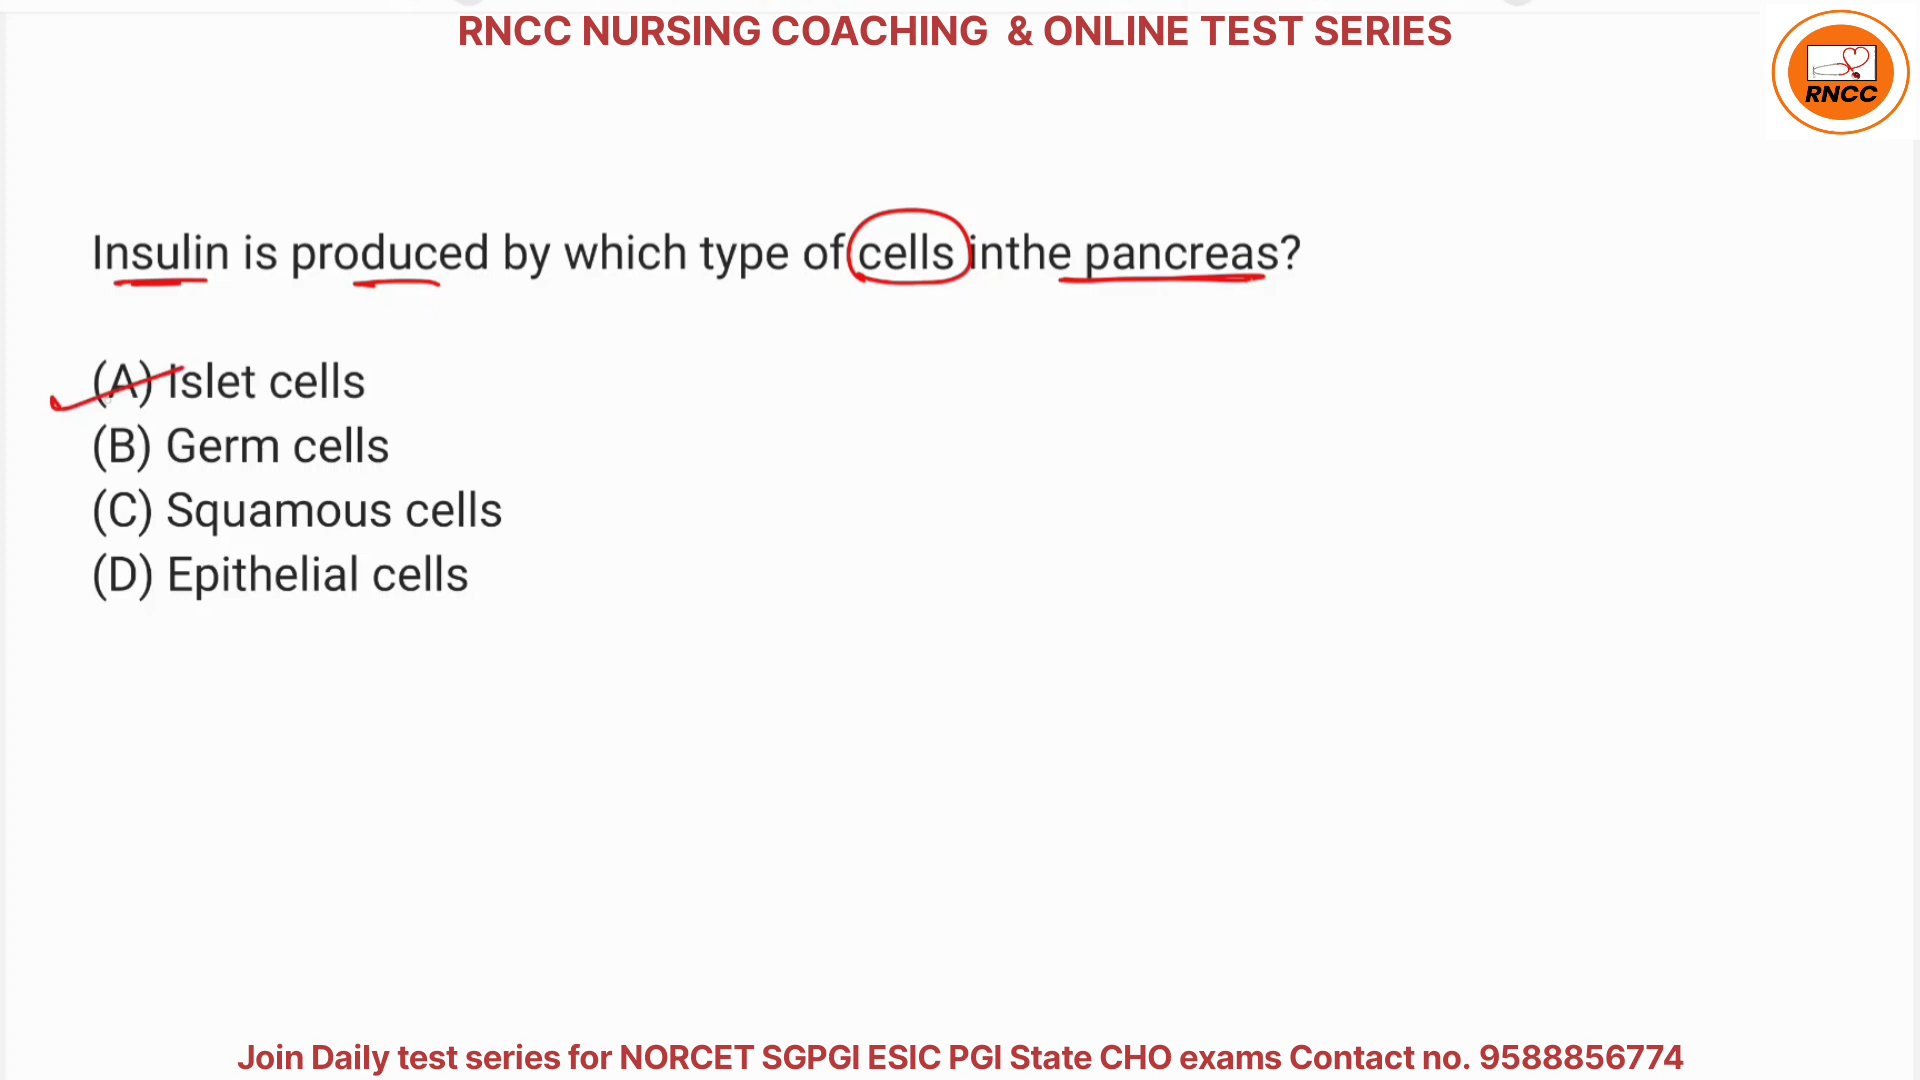 RNCC NURSING COACHING & ONLINE TEST SERIES
RNCC
Insulin is produced by which type of cells inthe pancreas?
(A) Islet cells
(B) Germ cells
(C) Squamous cells
(D) Epithelial cells
Join Daily test series for NORCET SGPGI ESIC PGI State CHO exams Contact no. 9588856774